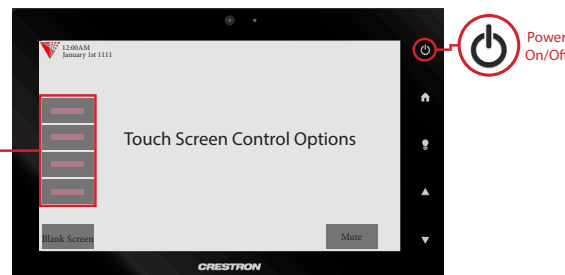 12:00AM
January 1st 1111
Power
On/Off
Touch Screen Control Options
Blank Screen
Mute
CRESTRON